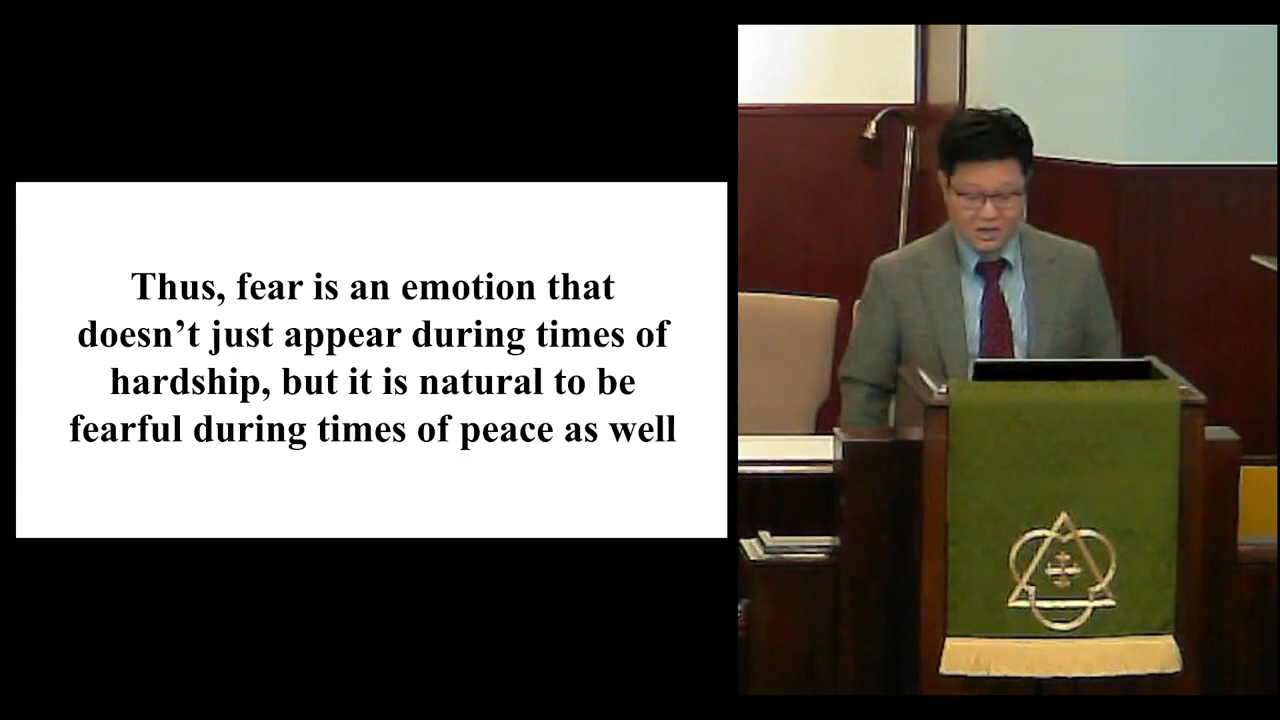 Thus, fear is an emotion that
doesn’t just appear during times of
hardship, but it is natural to be
fearful during times of peace as well